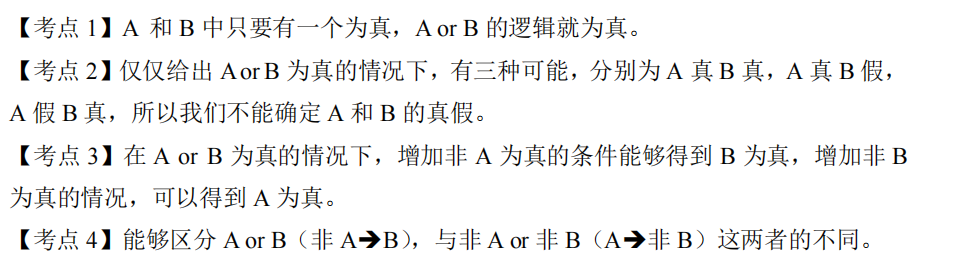 【考点 1】A 和 B 中只要有一个为真，A or B 的逻辑就为真。
【考点 2】仅仅给出 A or B 为真的情况下，有三种可能，分别为 A 真 B 真，A 真 B 假，
A 假 B 真，所以我们不能确定 A 和 B 的真假。
【考点 3】在 A or B 为真的情况下，增加非 A 为真的条件能够得到 B 为真，增加非 B
为真的情况，可以得到 A 为真。
【考点 4】能够区分 A or B（非 A➔B），与非 A or 非 B（A➔非 B）这两者的不同。